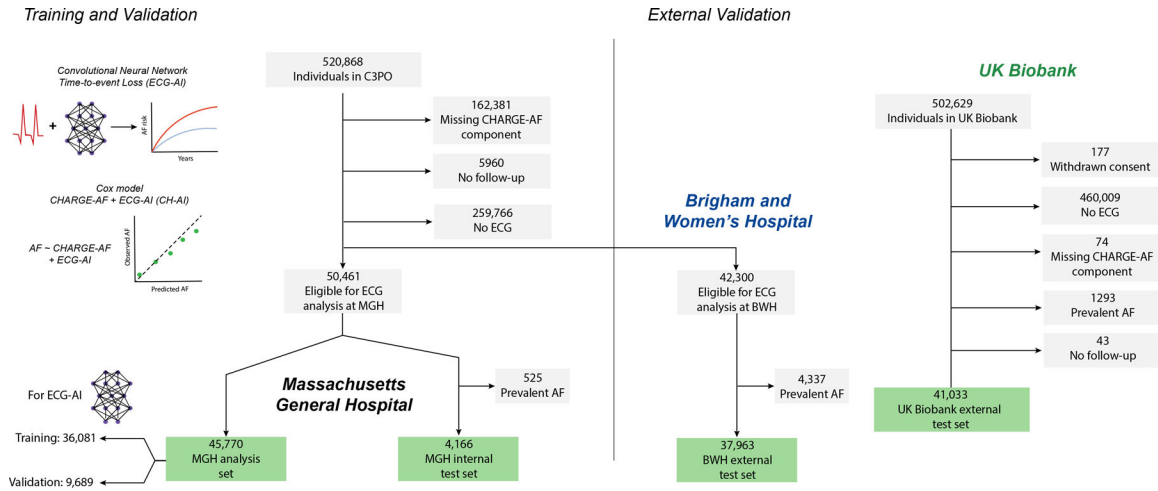 Training and Validation
External Validation
Convolutional Neural Network
Time-to-event Loss (ECG-AI)
+
AF risk
Years
Cox model
CHARGE-AF + ECG-AI (CH-AI)
AF ~ CHARGE-AF
+ ECG-AI
Observed AF
Predicted AF
For ECG-AI
Training: 36,081
Validation: 9,689
520,868
Individuals in C3PO
162,381
Missing CHARGE-AF
component
5960
No follow-up
259,766
No ECG
50,461
Eligible for ECG
analysis at MGH
Massachusetts
General Hospital
525
Prevalent AF
45,770
MGH analysis
set
4,166
MGH internal
test set
Brigham and
Women's Hospital
42,300
Eligible for ECG
analysis at BWH
4,337
Prevalent AF
37,963
BWH external
test set
UK Biobank
502,629
Individuals in UK Biobank
177
Withdrawn consent
460,009
No ECG
74
Missing CHARGE-AF
component
1293
Prevalent AF
43
No follow-up
41,033
UK Biobank external
test set